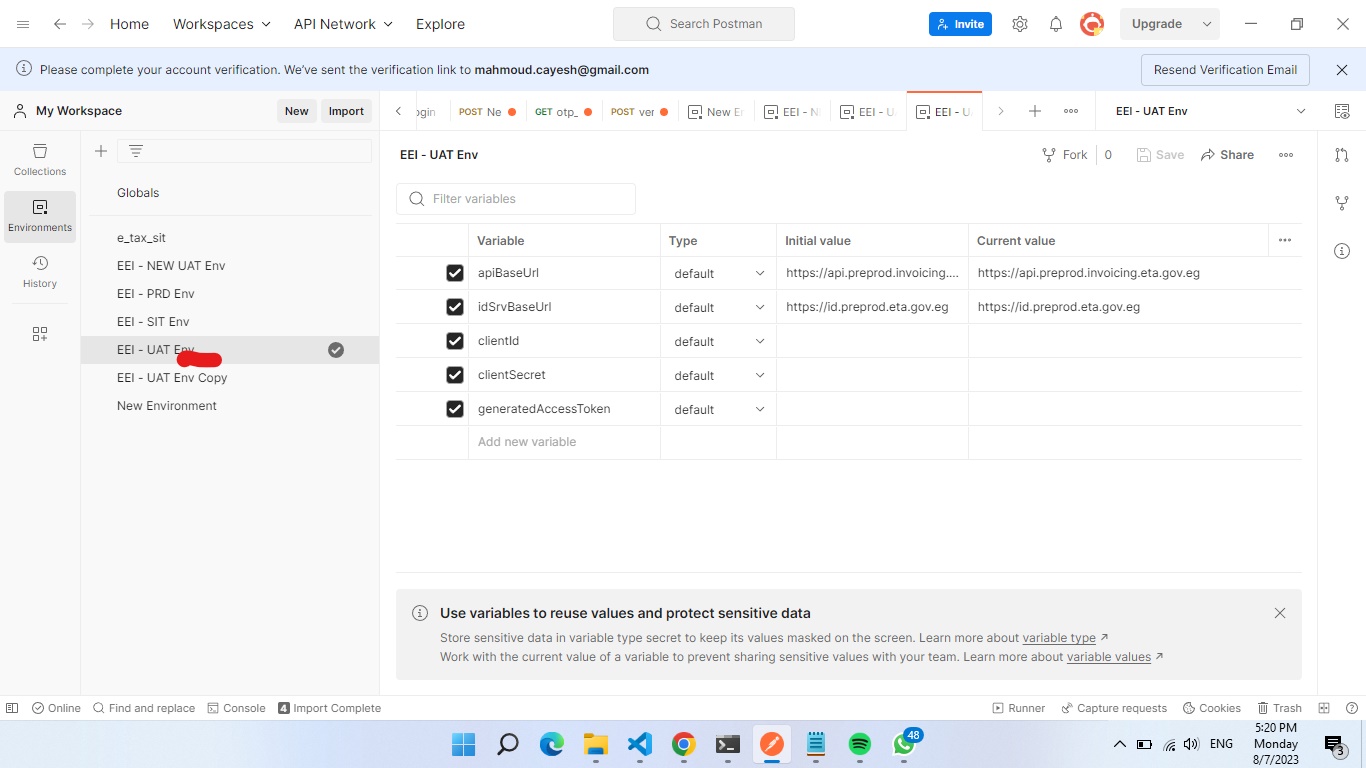 Home Workspaces API Network Explore Search Postman Invite Upgrade
Please complete your account verification. We've sent the verification link to mahmoud.cayesh@gmail.com Resend Verification Email
My Workspace New Import
ogin POST Ne GET otp_ POST ver New E EEI - N EEI - U EEI - U EEI - UAT Env
Collections
Environments
History
Globals
e_tax_sit
EEI - NEW UAT Env
EEI - PRD Env
EEI - SIT Env
EEI - UAT Env
EEI - UAT Env Copy
New Environment
EEI - UAT Env Fork 0 Save Share
Filter variables
Variable Type Initial value Current value
apiBaseUrl default https://api.preprod.invoicing.... https://api.preprod.invoicing.eta.gov.eg
idSrvBaseUrl default https://id.preprod.eta.gov.eg https://id.preprod.eta.gov.eg
clientId default
clientSecret default
generatedAccessToken default
Add new variable
Use variables to reuse values and protect sensitive data
Store sensitive data in variable type secret to keep its values masked on the screen. Learn more about variable type ↗
Work with the current value of a variable to prevent sharing sensitive values with your team. Learn more about variable values ↗
Online Find and replace Console 4 Import Complete Runner Capture requests Cookies Trash
48
ENG
5:20 PM
Monday
8/7/2023
3